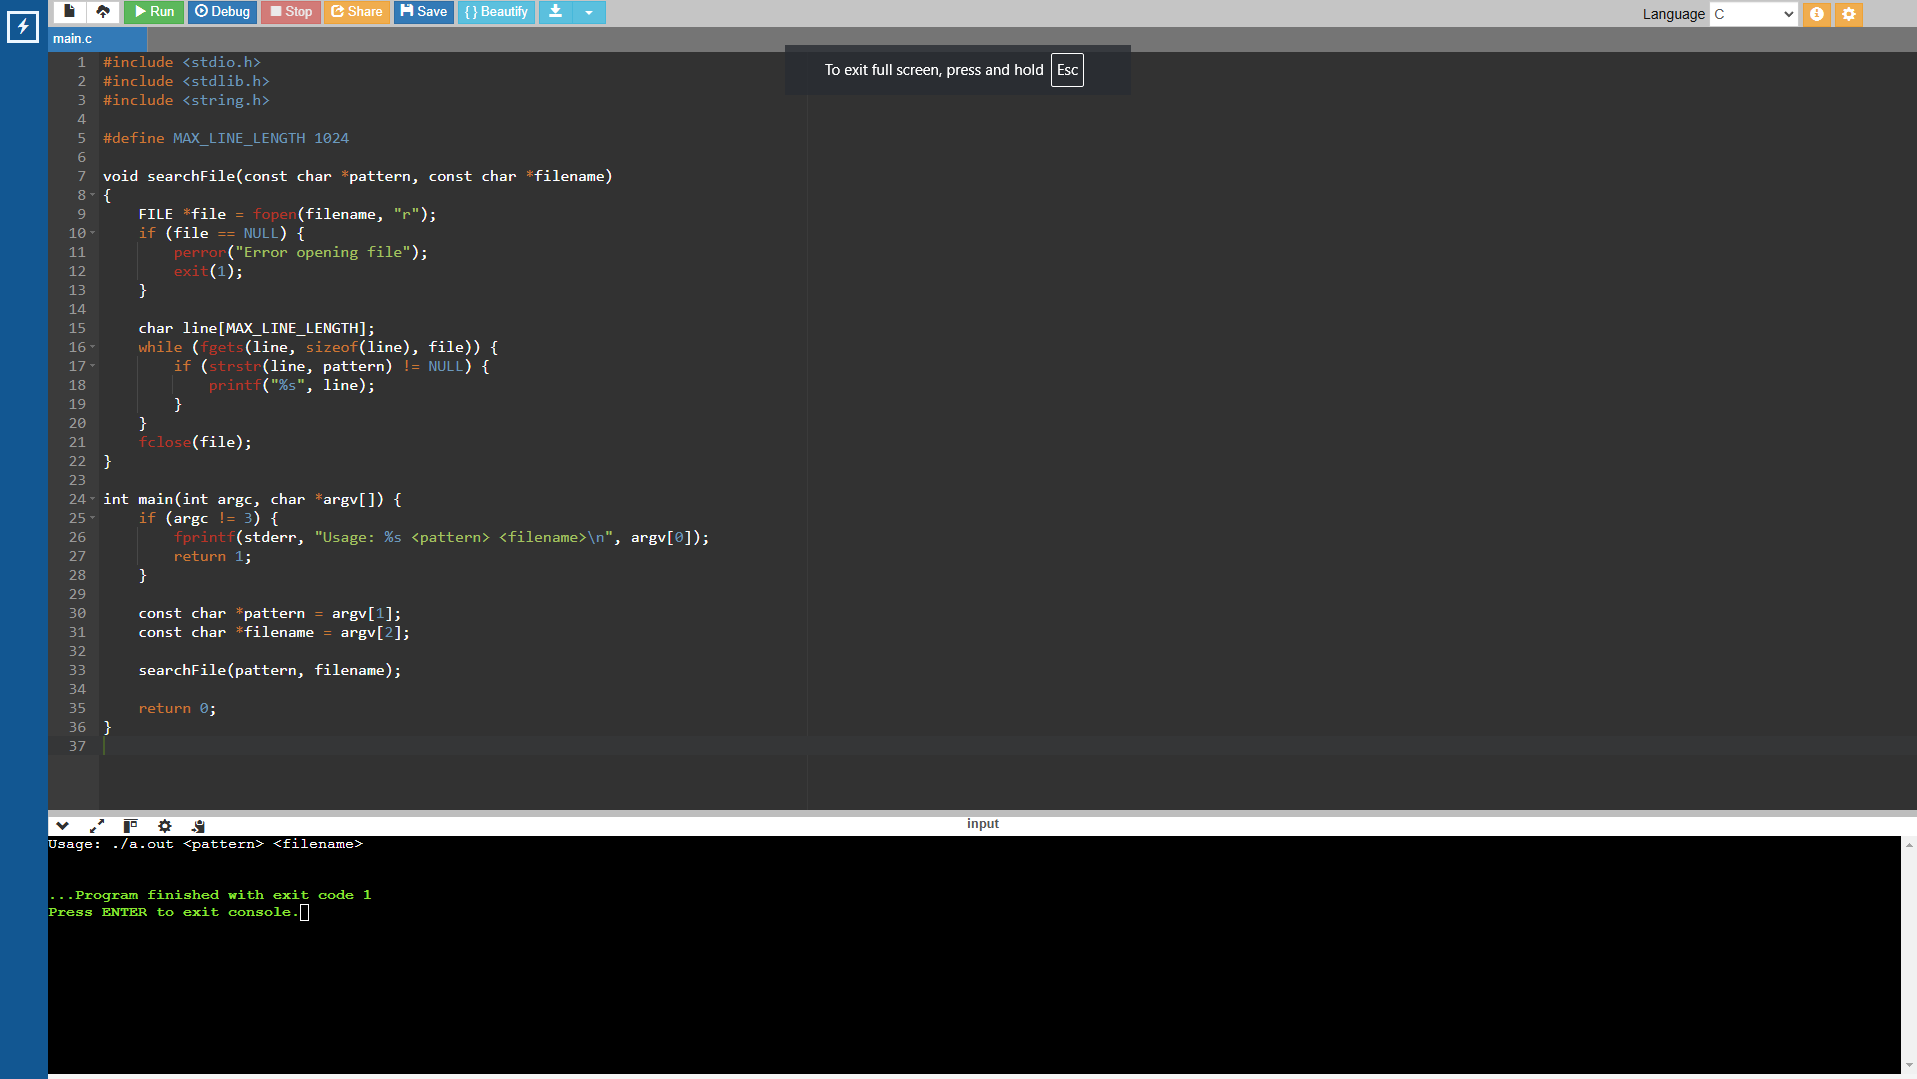 Run Debug Stop Share Save { } Beautify
Language C
main.c
To exit full screen, press and hold Esc
1 #include <stdio.h>
2 #include <stdlib.h>
3 #include <string.h>
4
5 #define MAX_LINE_LENGTH 1024
6
7 void searchFile(const char *pattern, const char *filename)
8 {
9     FILE *file = fopen(filename, "r");
10     if (file == NULL) {
11         perror("Error opening file");
12         exit(1);
13     }
14
15     char line[MAX_LINE_LENGTH];
16     while (fgets(line, sizeof(line), file)) {
17         if (strstr(line, pattern) != NULL) {
18             printf("%s", line);
19         }
20     }
21     fclose(file);
22 }
23
24 int main(int argc, char *argv[]) {
25     if (argc != 3) {
26         fprintf(stderr, "Usage: %s <pattern> <filename>\n", argv[0]);
27         return 1;
28     }
29
30     const char *pattern = argv[1];
31     const char *filename = argv[2];
32
33     searchFile(pattern, filename);
34
35     return 0;
36 }
37
input
Usage: ./a.out <pattern> <filename>
...Program finished with exit code 1
Press ENTER to exit console.